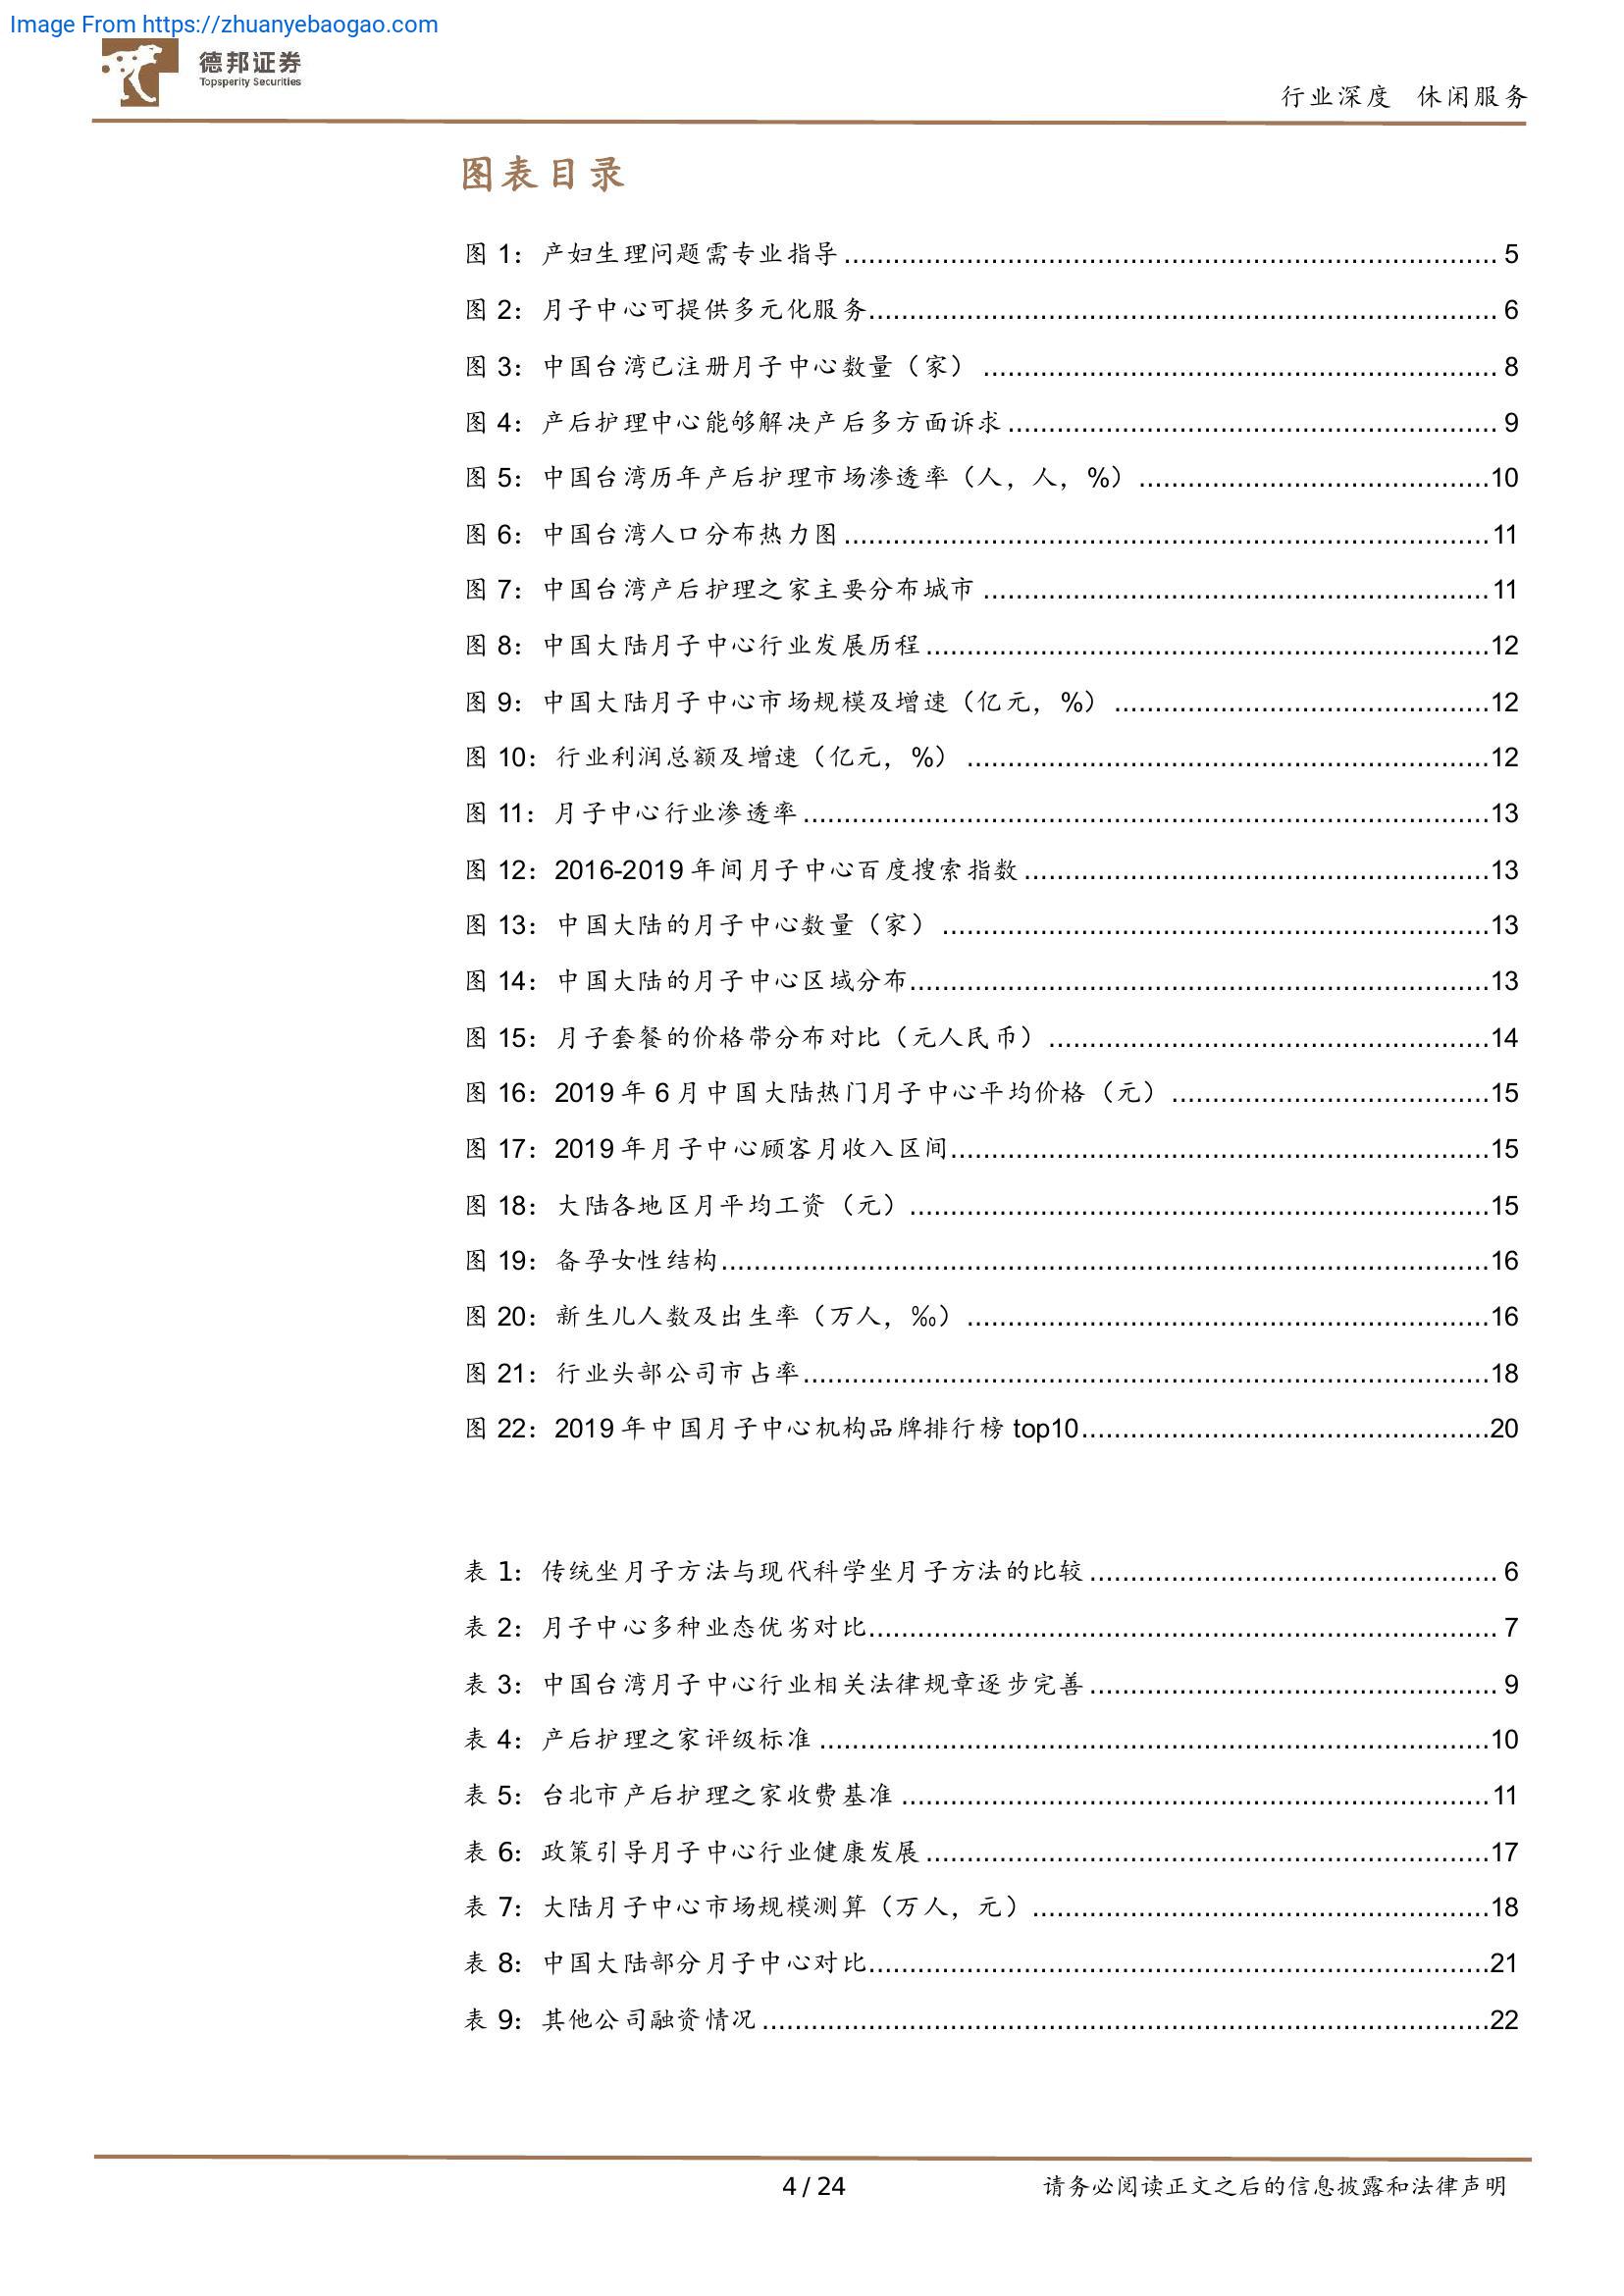 Image From https://zhuanyebaogao.com
德邦证券
Topsperity Securities
行业深度 休闲服务
图表目录
图 1：产妇生理问题需专业指导................................................................................ 5
图 2：月子中心可提供多元化服务............................................................................. 6
图 3：中国台湾已注册月子中心数量（家）............................................................... 8
图 4：产后护理中心能够解决产后多方面诉求............................................................ 9
图 5：中国台湾历年产后护理市场渗透率（人，人，%）...........................................10
图 6：中国台湾人口分布热力图...............................................................................11
图 7：中国台湾产后护理之家主要分布城市..............................................................11
图 8：中国大陆月子中心行业发展历程.....................................................................12
图 9：中国大陆月子中心市场规模及增速（亿元，%）..............................................12
图 10：行业利润总额及增速（亿元，%）................................................................12
图 11：月子中心行业渗透率....................................................................................13
图 12：2016-2019 年间月子中心百度搜索指数.........................................................13
图 13：中国大陆的月子中心数量（家）...................................................................13
图 14：中国大陆的月子中心区域分布.......................................................................13
图 15：月子套餐的价格带分布对比（元人民币）......................................................14
图 16：2019 年 6 月中国大陆热门月子中心平均价格（元）.......................................15
图 17：2019 年月子中心顾客月收入区间..................................................................15
图 18：大陆各地区月平均工资（元）.......................................................................15
图 19：备孕女性结构..............................................................................................16
图 20：新生儿人数及出生率（万人，‰）................................................................16
图 21：行业头部公司市占率....................................................................................18
图 22：2019 年中国月子中心机构品牌排行榜 top10..................................................20
表 1：传统坐月子方法与现代科学坐月子方法的比较.................................................. 6
表 2：月子中心多种业态优劣对比............................................................................. 7
表 3：中国台湾月子中心行业相关法律规章逐步完善.................................................. 9
表 4：产后护理之家评级标准..................................................................................10
表 5：台北市产后护理之家收费基准........................................................................11
表 6：政策引导月子中心行业健康发展.....................................................................17
表 7：大陆月子中心市场规模测算（万人，元）........................................................18
表 8：中国大陆部分月子中心对比............................................................................21
表 9：其他公司融资情况.........................................................................................22
4 / 24
请务必阅读正文之后的信息披露和法律声明